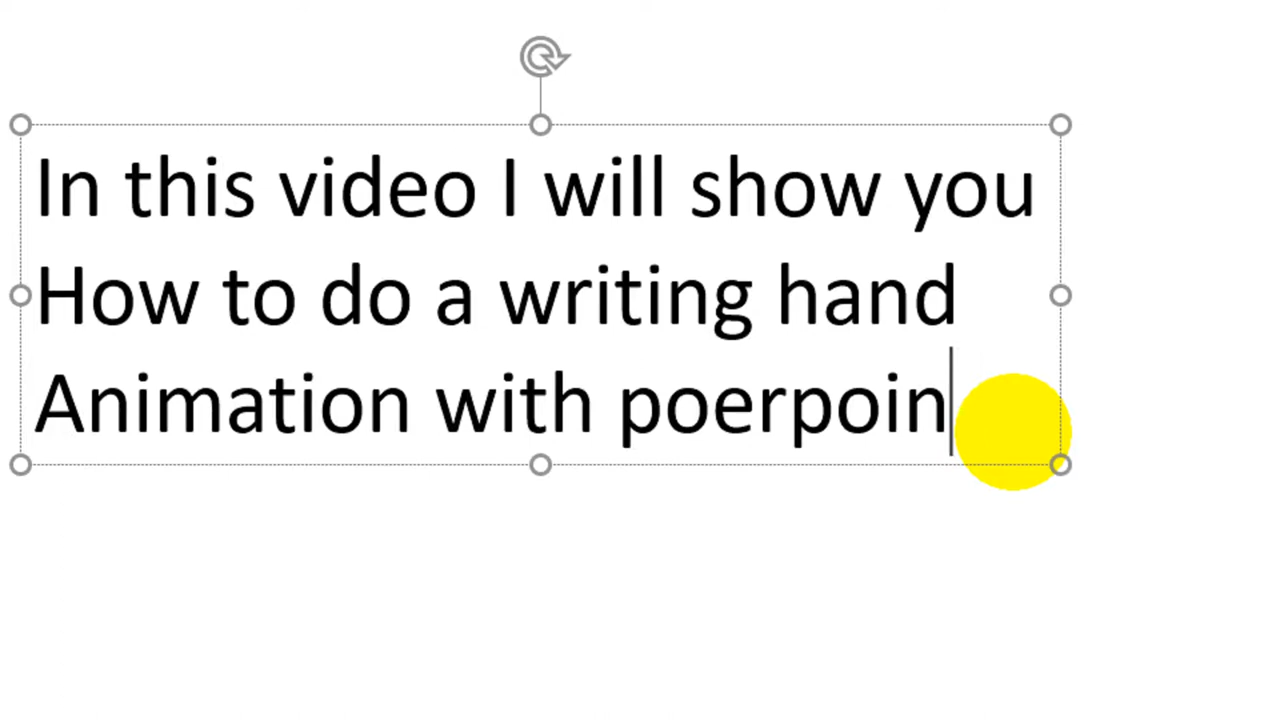 In this video I will show you
How to do a writing hand
Animation with poerpoin